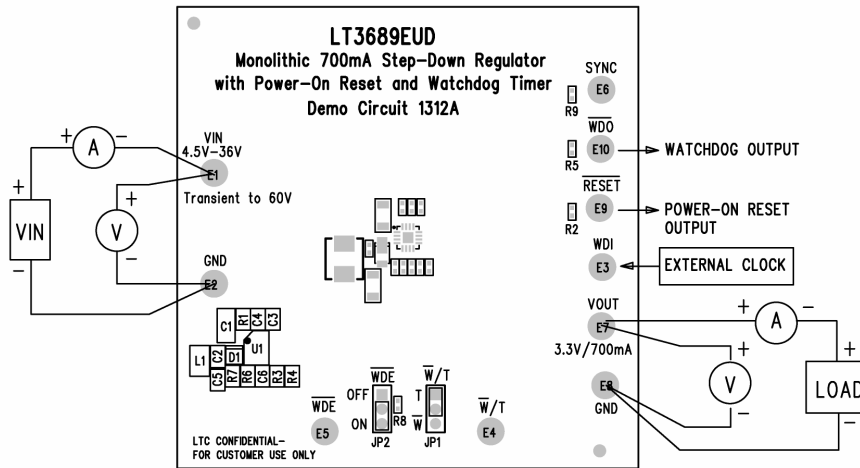 LT3689EUD
Monolithic 700mA Step-Down Regulator
with Power-On Reset and Watchdog Timer
Demo Circuit 1312A
SYNC
E6
R9
WDO
E10
R5
WATCHDOG OUTPUT
RESET
E9
R2
POWER-ON RESET
OUTPUT
WDI
E3
EXTERNAL CLOCK
VIN
4.5V-36V
E1
Transient to 60V
+ A -
+
VIN
-
+
V
-
GND
E2
VOUT
E7
3.3V/700mA
+ A -
+
V
-
+
LOAD
-
E8
GND
C1
R1
C4
C3
U1
L1
C2
D1
C5
R7
R6
C6
R3
R4
WDE
E5
WDE
OFF
ON
R8
JP2
W/T
T
W
JP1
W/T
E4
LTC CONFIDENTIAL-
FOR CUSTOMER USE ONLY